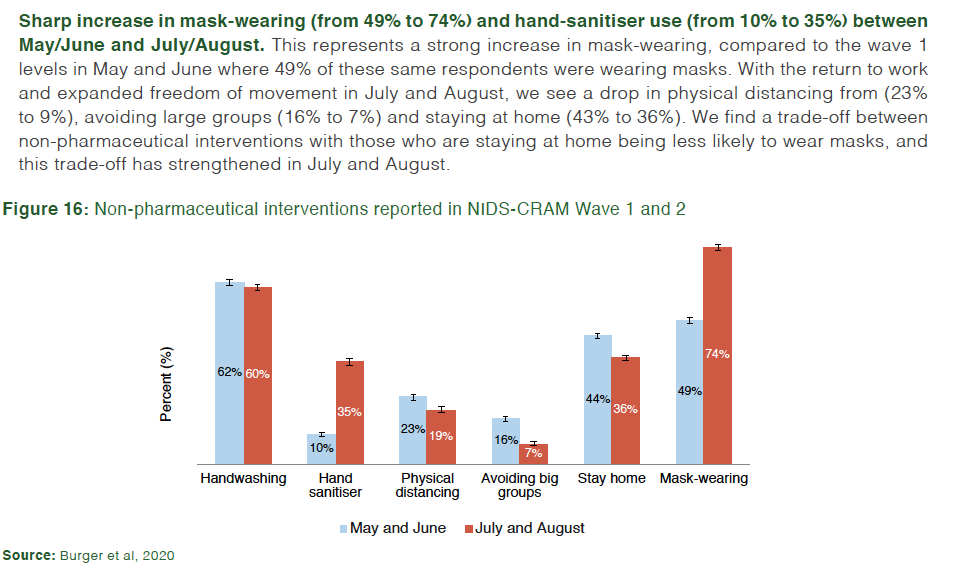 Sharp increase in mask-wearing (from 49% to 74%) and hand-sanitiser use (from 10% to 35%) between
May/June and July/August. This represents a strong increase in mask-wearing, compared to the wave 1
levels in May and June where 49% of these same respondents were wearing masks. With the return to work
and expanded freedom of movement in July and August, we see a drop in physical distancing from (23%
to 9%), avoiding large groups (16% to 7%) and staying at home (43% to 36%). We find a trade-off between
non-pharmaceutical interventions with those who are staying at home being less likely to wear masks, and
this trade-off has strengthened in July and August.
Figure 16: Non-pharmaceutical interventions reported in NIDS-CRAM Wave 1 and 2
Percent (%)
62% 60%
10% 35%
23% 19%
16% 7%
44% 36%
49% 74%
Handwashing
Hand
sanitiser
Physical
distancing
Avoiding big
groups
Stay home
Mask-wearing
May and June
July and August
Source: Burger et al, 2020